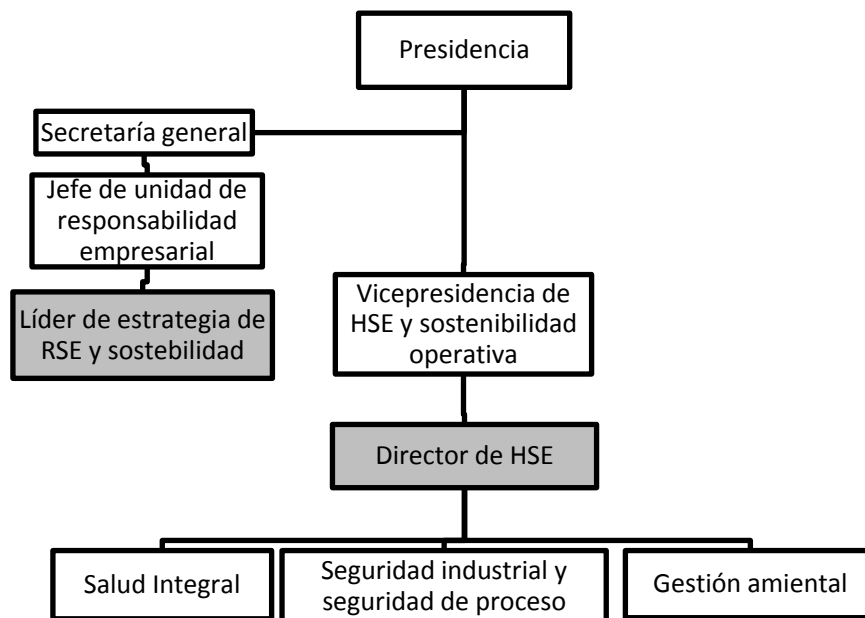 Presidencia
Secretaría general
Jefe de unidad de
responsabilidad
empresarial
Líder de estrategia de
RSE y sostebilidad
Vicepresidencia de
HSE y sostenibilidad
operativa
Director de HSE
Salud Integral
Seguridad industrial y
seguridad de proceso
Gestión amiental